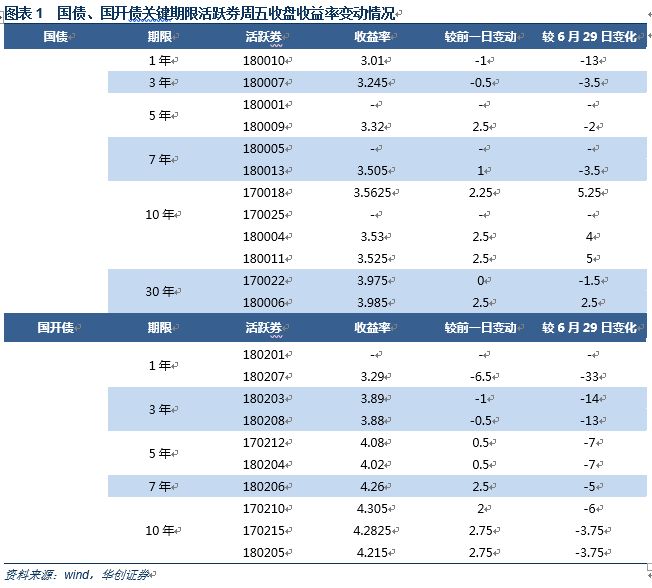 图表 1 国债、国开债关键期限活跃券周五收盘收益率变动情况
国债 期限 活跃券 收益率 较前一日变动 较 6 月 29 日变化
1 年 180010 3.01 -1 -13
3 年 180007 3.245 -0.5 -3.5
5 年
180001 - - -
180009 3.32 2.5 -2
7 年
180005 - - -
180013 3.505 1 -3.5
10 年
170018 3.5625 2.25 5.25
170025 - - -
180004 3.53 2.5 4
180011 3.525 2.5 5
30 年
170022 3.975 0 -1.5
180006 3.985 2.5 2.5
国开债 期限 活跃券 收益率 较前一日变动 较 6 月 29 日变化
1 年
180201 - - -
180207 3.29 -6.5 -33
3 年
180203 3.89 -1 -14
180208 3.88 -0.5 -13
5 年
170212 4.08 0.5 -7
180204 4.02 0.5 -7
7 年 180206 4.26 2.5 -5
10 年
170210 4.305 2 -6
170215 4.2825 2.75 -3.75
180205 4.215 2.75 -3.75
资料来源：wind，华创证券